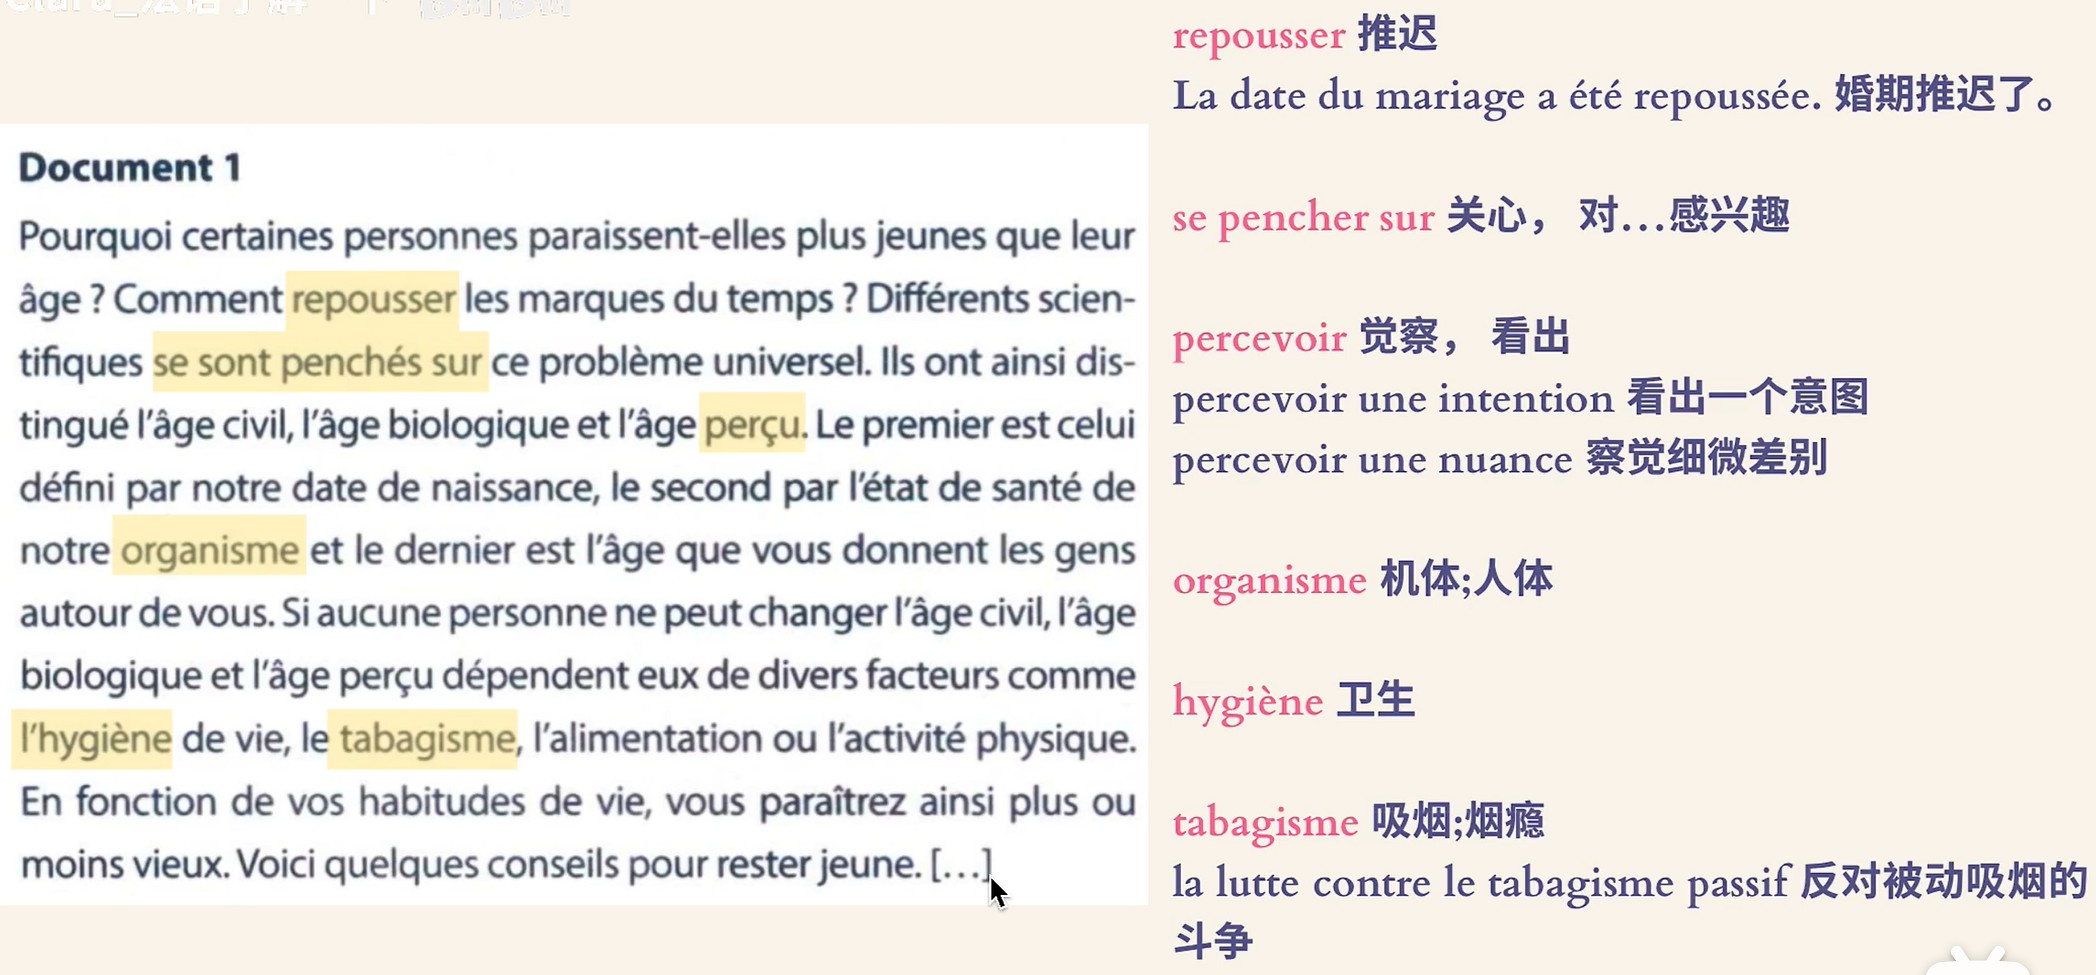 Document 1
Pourquoi certaines personnes paraissent-elles plus jeunes que leur
âge ? Comment repousser les marques du temps ? Différents scien-
tifiques se sont penchés sur ce problème universel. Ils ont ainsi dis-
tingué l'âge civil, l'âge biologique et l'âge perçu. Le premier est celui
défini par notre date de naissance, le second par l'état de santé de
notre organisme et le dernier est l'âge que vous donnent les gens
autour de vous. Si aucune personne ne peut changer l'âge civil, l'âge
biologique et l'âge perçu dépendent eux de divers facteurs comme
l'hygiène de vie, le tabagisme, l'alimentation ou l'activité physique.
En fonction de vos habitudes de vie, vous paraîtrez ainsi plus ou
moins vieux. Voici quelques conseils pour rester jeune. […]
repousser 推迟
La date du mariage a été repoussée. 婚期推迟了。
se pencher sur 关心， 对…感兴趣
percevoir 觉察， 看出
percevoir une intention 看出一个意图
percevoir une nuance 察觉细微差别
organisme 机体;人体
hygiène 卫生
tabagisme 吸烟;烟瘾
la lutte contre le tabagisme passif 反对被动吸烟的
斗争